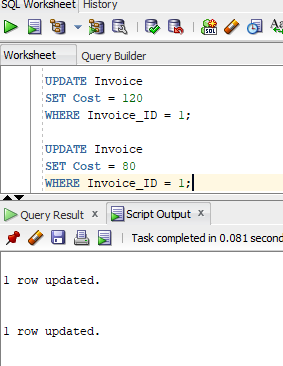 SQL Worksheet History
Worksheet Query Builder
UPDATE Invoice
SET Cost = 120
WHERE Invoice_ID = 1;
UPDATE Invoice
SET Cost = 80
WHERE Invoice_ID = 1;
Query Result x Script Output x
Task completed in 0.081 second
1 row updated.
1 row updated.